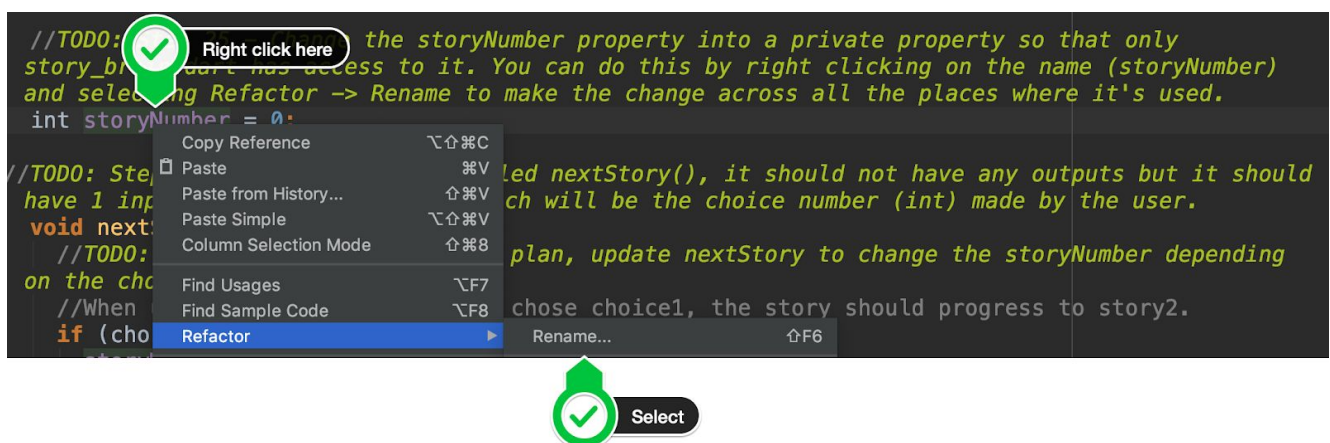 //TODO: 25 - Change the storyNumber property into a private property so that only
Right click here
story_br dart has access to it. You can do this by right clicking on the name (storyNumber)
and selecting Refactor -> Rename to make the change across all the places where it's used.
int storyNumber = 0;
Copy Reference ⌥⇧⌘C
//TODO: Ste led nextStory(), it should not have any outputs but it should
Paste ⌘V
have 1 inp ch will be the choice number (int) made by the user.
Paste from History... ⇧⌘V
Paste Simple ⌥⇧⌘V
void next
Column Selection Mode ⇧⌘8
//TODO: plan, update nextStory to change the storyNumber depending
on the cho
Find Usages ⌥F7
//When chose choice1, the story should progress to story2.
Find Sample Code ⌥F8
if (cho
Refactor
Rename... ⇧F6
Select